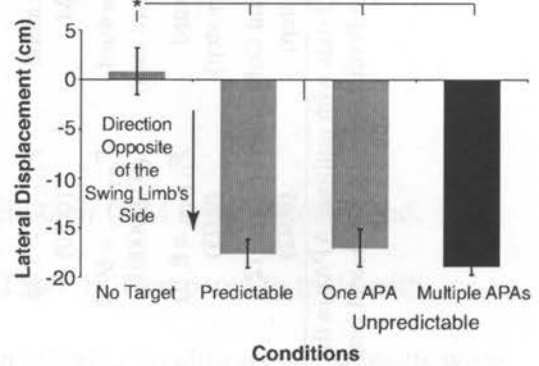 *
Lateral Displacement (cm)
5
0
-5
-10
-15
-20
Direction
Opposite
of the
Swing Limb's
Side
No Target Predictable One APA Multiple APAs
Unpredictable
Conditions